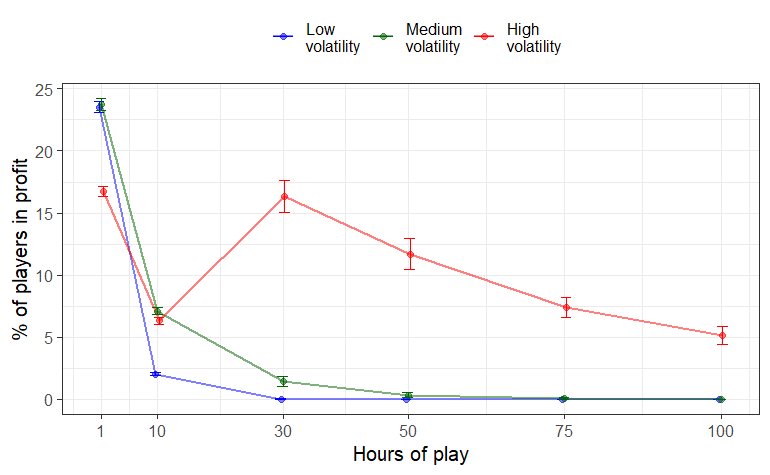 Low volatility
Medium volatility
High volatility
% of players in profit
25
20
15
10
5
0
1 10 30 50 75 100
Hours of play